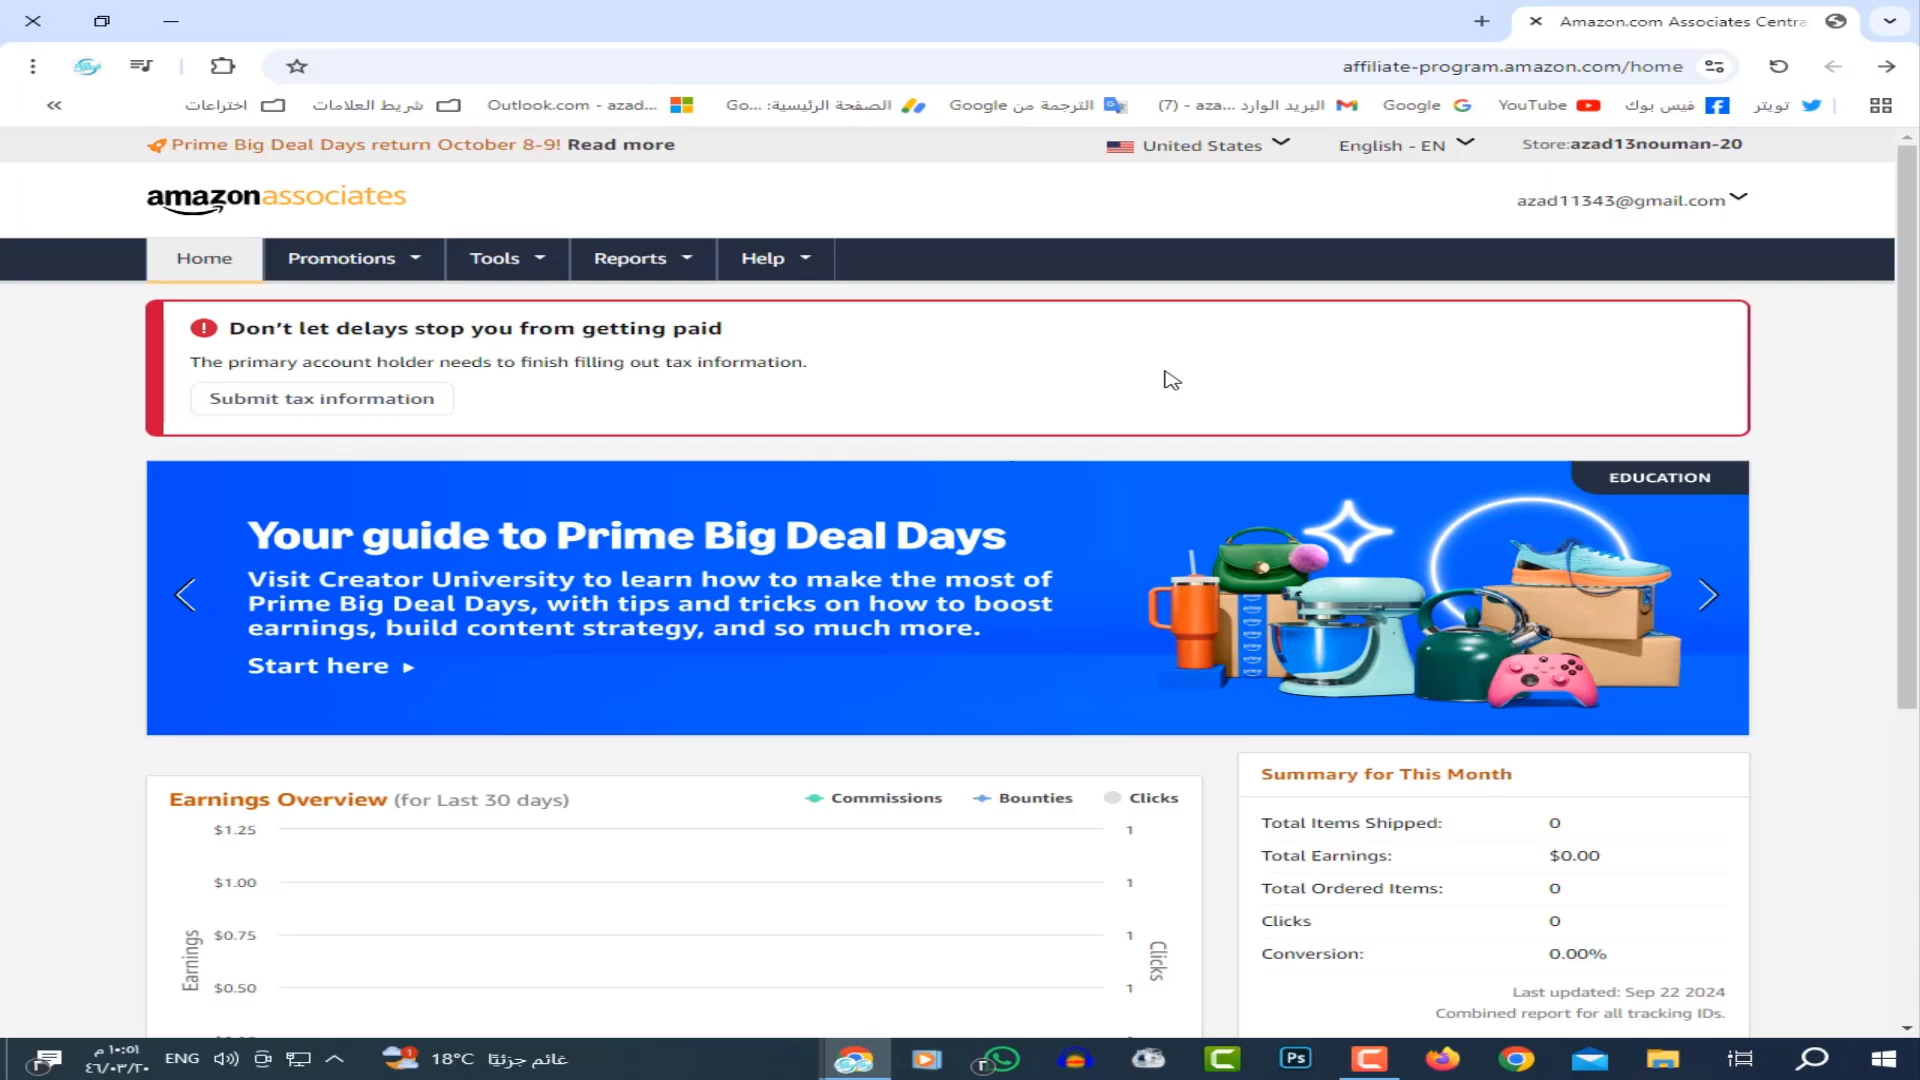 Amazon.com Associates Centra
affiliate-program.amazon.com/home
اختراعات
شريط العلامات
Outlook.com - azad...
الصفحة الرئيسية: ...Go
الترجمة من Google
البريد الوارد (7) - aza...
Google
YouTube
فيس بوك
تويتر
Prime Big Deal Days return October 8-9! Read more
United States
English - EN
Store:azad13nouman-20
amazonassociates
azad11343@gmail.com
Home
Promotions
Tools
Reports
Help
Don’t let delays stop you from getting paid
The primary account holder needs to finish filling out tax information.
Submit tax information
EDUCATION
Your guide to Prime Big Deal Days
Visit Creator University to learn how to make the most of
Prime Big Deal Days, with tips and tricks on how to boost
earnings, build content strategy, and so much more.
Start here
Earnings Overview (for Last 30 days)
Commissions
Bounties
Clicks
$1.25
1
$1.00
1
$0.75
1
$0.50
1
Earnings
Clicks
Summary for This Month
Total Items Shipped: 0
Total Earnings: $0.00
Total Ordered Items: 0
Clicks 0
Conversion: 0.00%
Last updated: Sep 22 2024
Combined report for all tracking IDs.
١٠:٥١ م
٤٦/٠٣/٢٠
ENG
18°C غائم جزئيًا
Ps